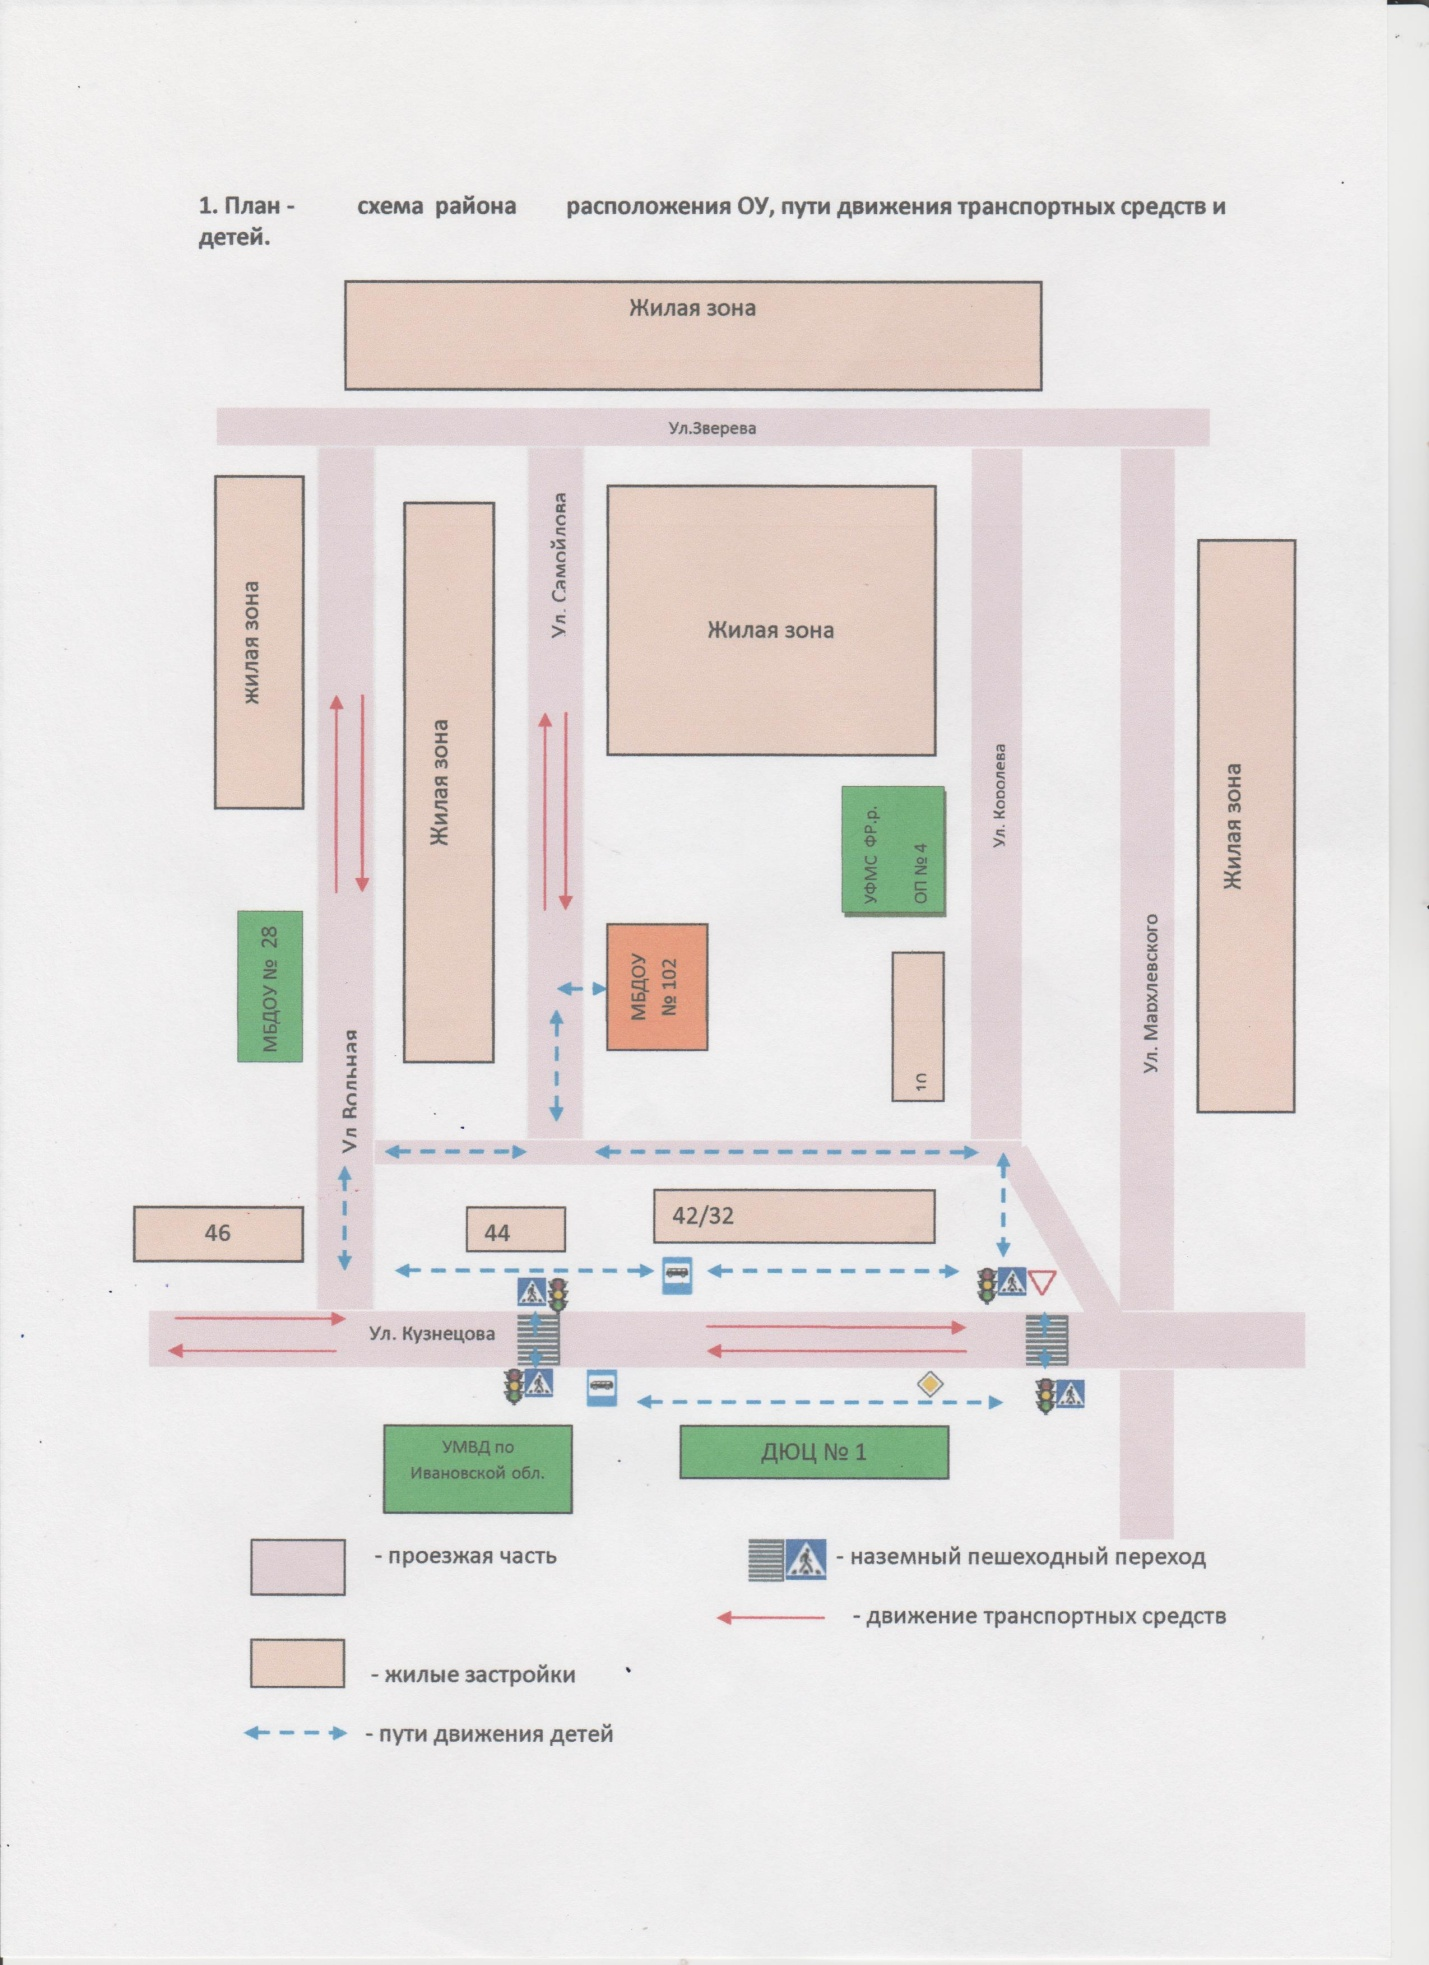 1. План - схема района расположения ОУ, пути движения транспортных средств и
детей.
Жилая зона
Ул.Зверева
жилая зона
Жилая зона
Ул. Самойлова
Жилая зона
Ул. Королева
Жилая зона
УФМС ФР.р.
ОП № 4
МБДОУ № 28
МБДОУ
№ 102
Ул. Мархлевского
10
Ул Вольная
46
44
42/32
Ул. Кузнецова
УМВД по
Ивановской обл.
ДЮЦ № 1
- проезжая часть
- наземный пешеходный переход
- движение транспортных средств
- жилые застройки
- пути движения детей